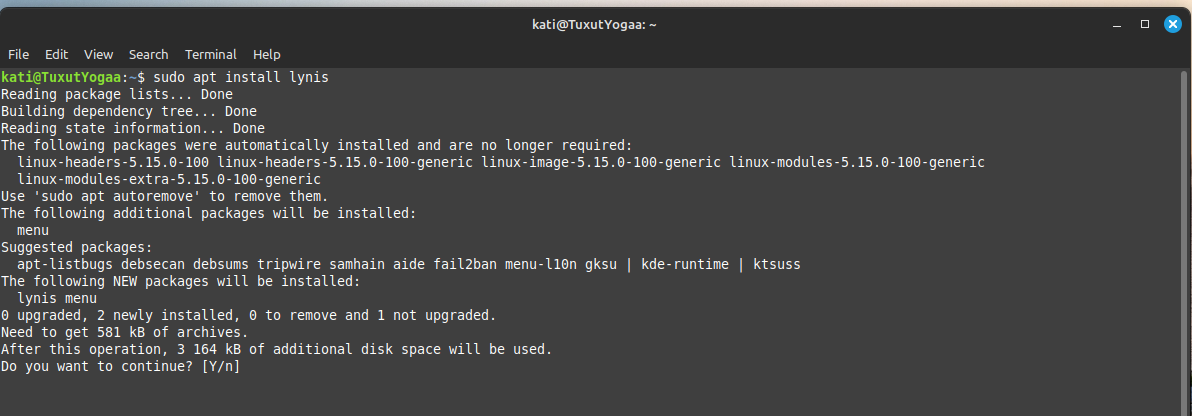 kati@TuxutYogaa: ~
File Edit View Search Terminal Help
kati@TuxutYogaa:~$ sudo apt install lynis
Reading package lists... Done
Building dependency tree... Done
Reading state information... Done
The following packages were automatically installed and are no longer required:
  linux-headers-5.15.0-100 linux-headers-5.15.0-100-generic linux-image-5.15.0-100-generic linux-modules-5.15.0-100-generic
  linux-modules-extra-5.15.0-100-generic
Use 'sudo apt autoremove' to remove them.
The following additional packages will be installed:
  menu
Suggested packages:
  apt-listbugs debsecan debsums tripwire samhain aide fail2ban menu-l10n gksu | kde-runtime | ktsuss
The following NEW packages will be installed:
  lynis menu
0 upgraded, 2 newly installed, 0 to remove and 1 not upgraded.
Need to get 581 kB of archives.
After this operation, 3 164 kB of additional disk space will be used.
Do you want to continue? [Y/n]